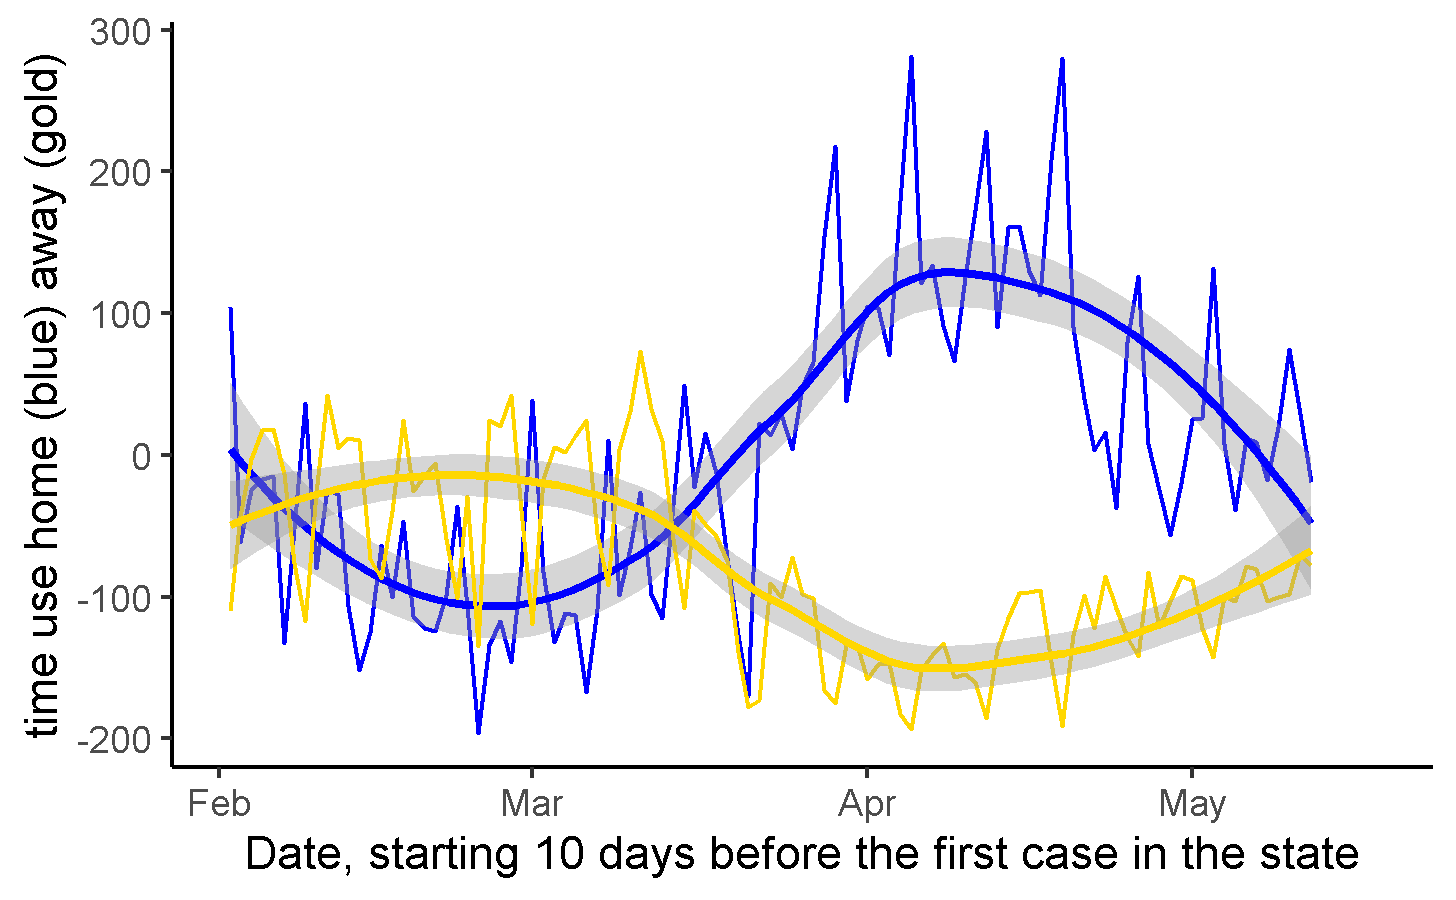 time use home (blue) away (gold)
300
200
100
0
-100
-200
Feb
Mar
Apr
May
Date, starting 10 days before the first case in the state